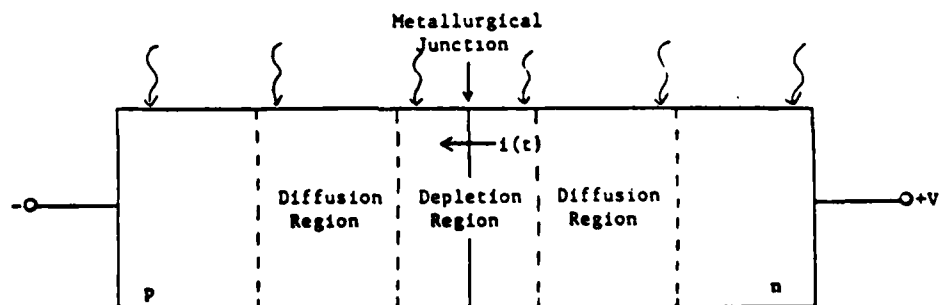 Metallurgical
Junction
i(t)
Diffusion
Region
Depletion
Region
Diffusion
Region
-
+V
p
n